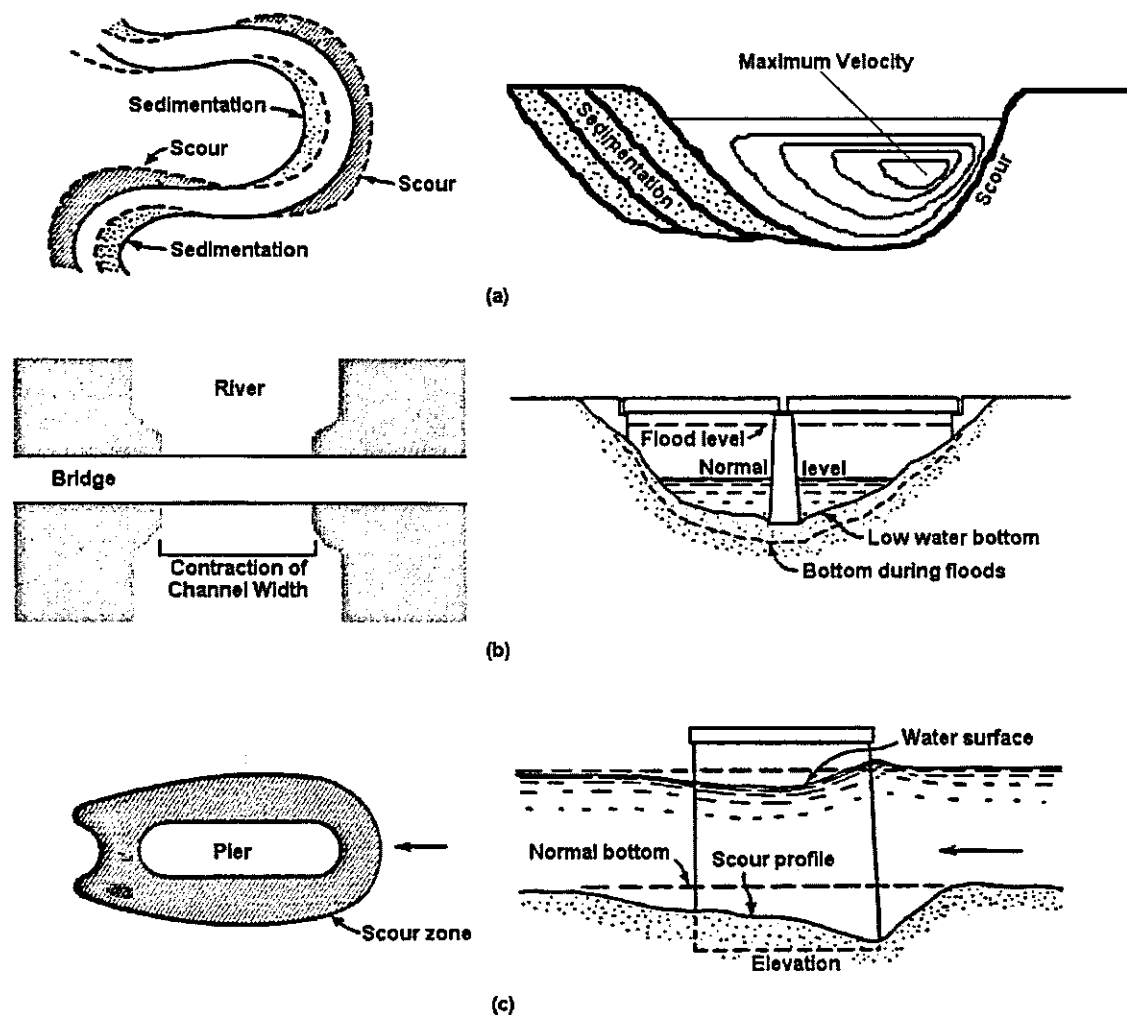 Sedimentation
Scour
Scour
Sedimentation
Maximum Velocity
Sedimentation
Scour
(a)
River
Bridge
Contraction of
Channel Width
Flood level
Normal level
Low water bottom
Bottom during floods
(b)
Pier
Scour zone
Water surface
Normal bottom
Scour profile
Elevation
(c)